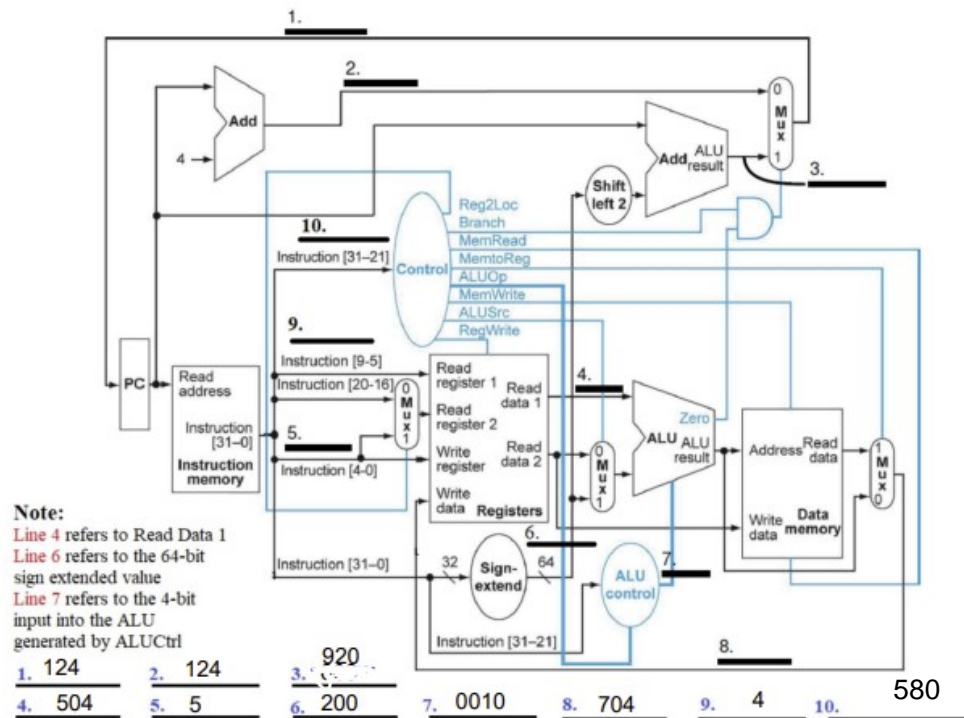 1.
2.
Add
4
0
Mux
1
Add ALU result
3.
Shift left 2
Reg2Loc
Branch
MemRead
MemtoReg
ALUOp
MemWrite
ALUSrc
RegWrite
10.
Instruction [31–21]
Control
9.
Instruction [9-5]
Instruction [20-16]
PC
Read address
Instruction [31–0]
Instruction memory
5.
Instruction [4-0]
0
Mux
1
Read register 1
Read register 2
Write register
Write data
Registers
Read data 1
Read data 2
4.
0
Mux
1
Zero
ALU ALU result
Address
Read data
Write data
Data memory
1
Mux
0
6.
Instruction [31–0]
32
Sign-extend
64
ALU control
7.
Instruction [31–21]
8.
Note:
Line 4 refers to Read Data 1
Line 6 refers to the 64-bit
sign extended value
Line 7 refers to the 4-bit
input into the ALU
generated by ALUCtrl
1. 124 2. 124 3. 920
4. 504 5. 5 6. 200 7. 0010 8. 704 9. 4 10. 580